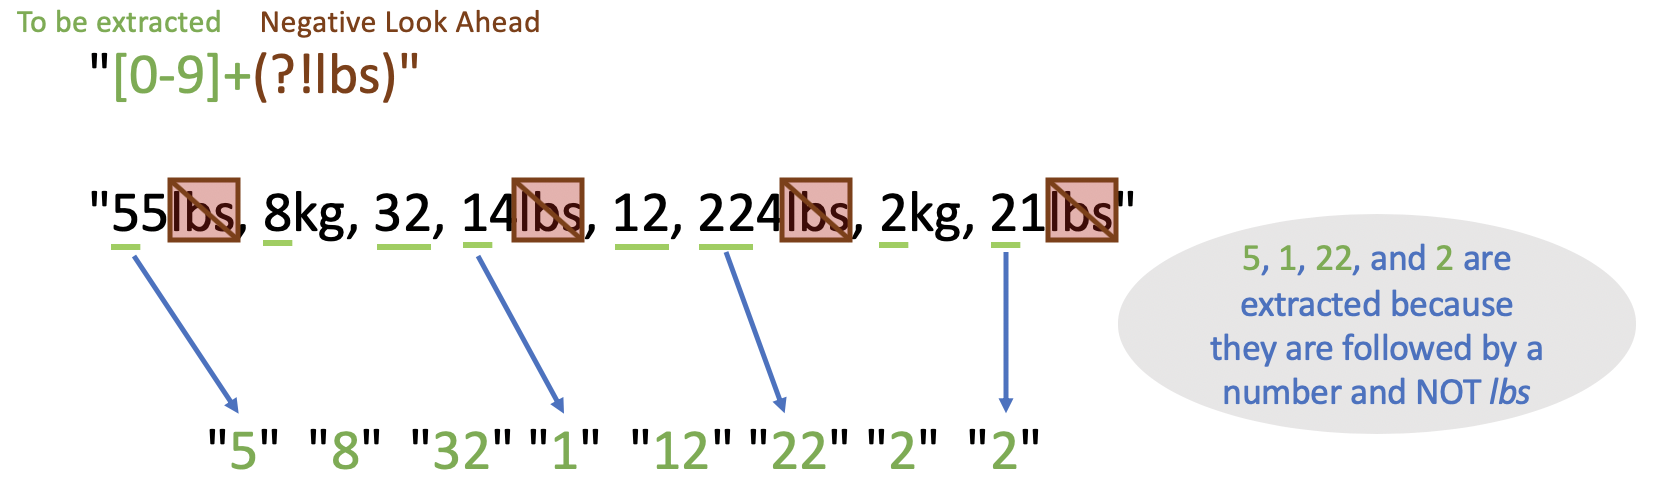 To be extracted Negative Look Ahead
"[0-9]+(?!lbs)"
"55lbs, 8kg, 32, 14lbs, 12, 224lbs, 2kg, 21lbs"
5, 1, 22, and 2 are
extracted because
they are followed by a
number and NOT lbs
"5" "8" "32" "1" "12" "22" "2" "2"